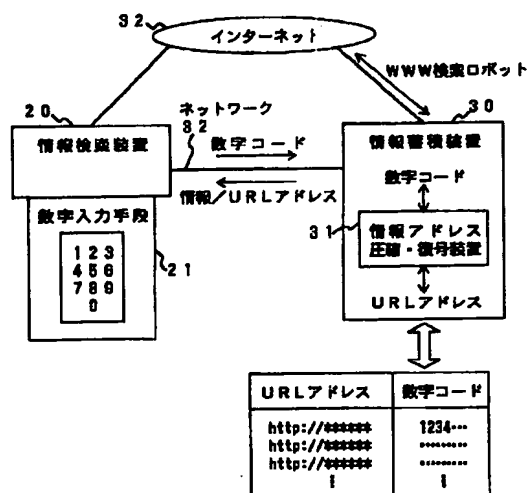 32
インターネット
WWW検索ロボット
20
ネットワーク
32
30
情報検索装置
数字コード
情報蓄積装置
情報/URLアドレス
数字コード
数字入力手段
31
情報アドレス
圧縮・復号装置
1 2 3
4 5 6
7 8 9
0
21
URLアドレス
URLアドレス 数字コード
http://****** 1234…
http://****** ………
http://****** ………
⋮ ⋮